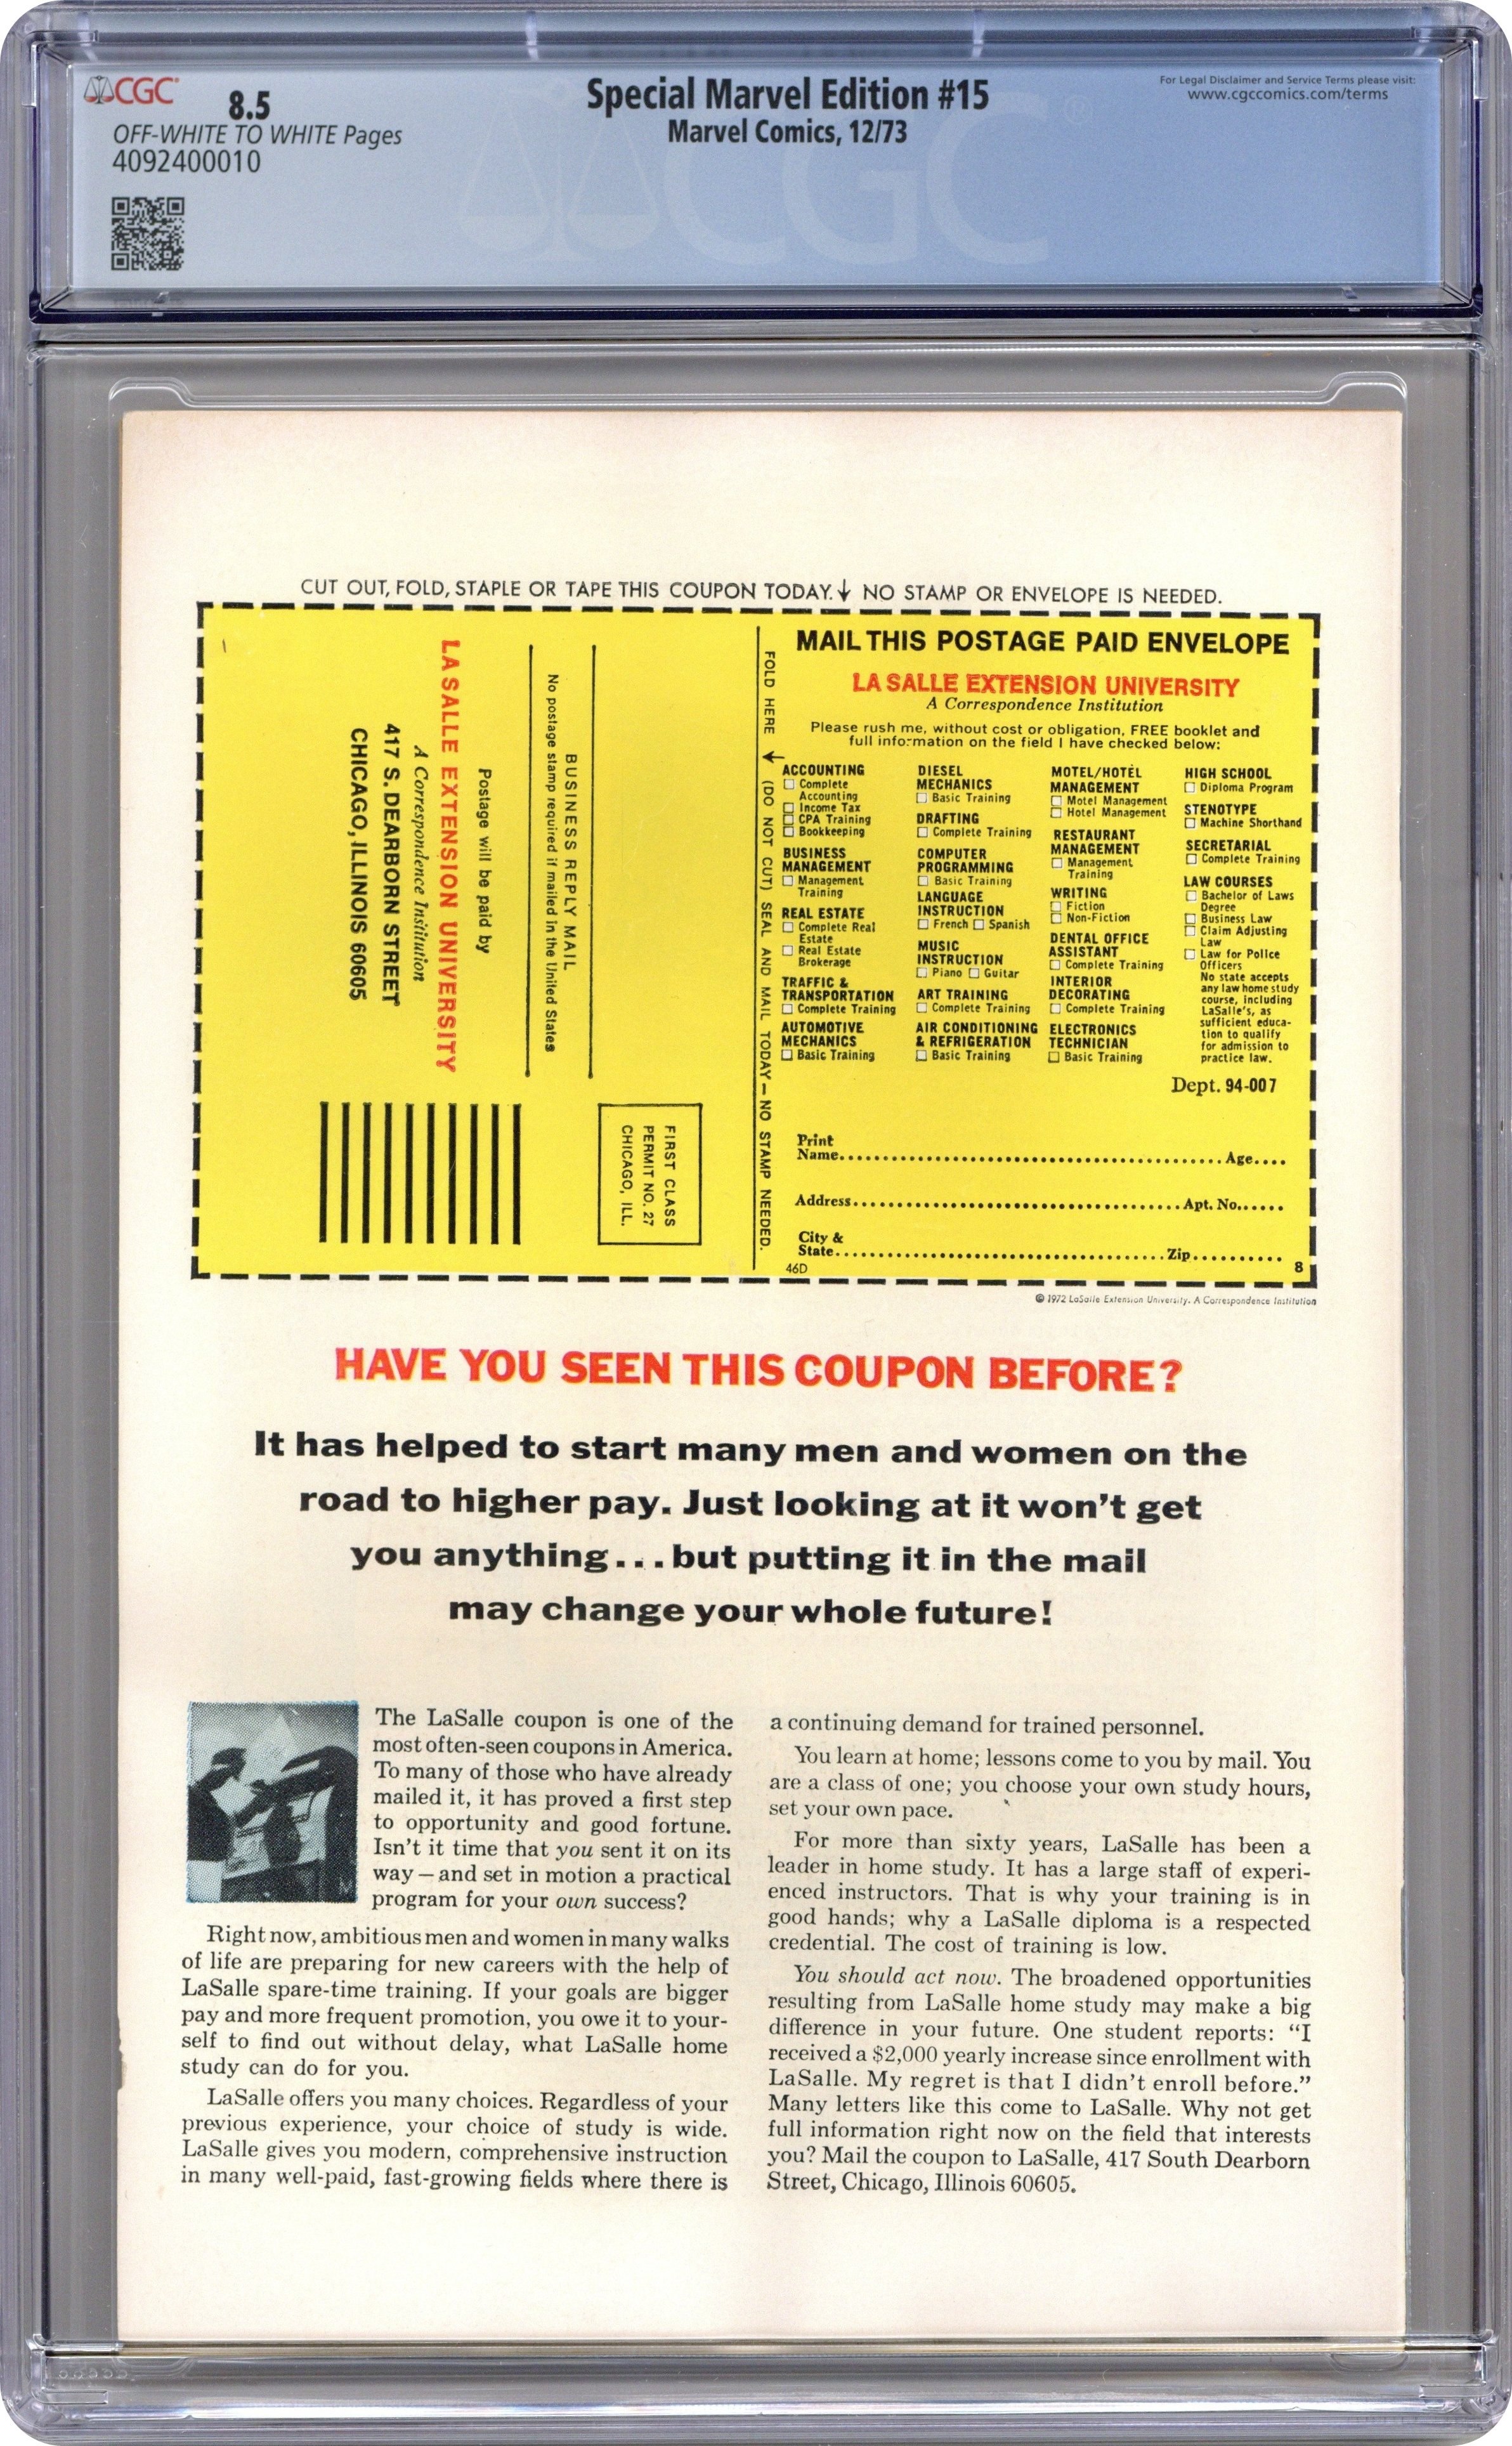 CGC
8.5
OFF-WHITE TO WHITE Pages
4092400010
Special Marvel Edition #15
Marvel Comics, 12/73
For Legal Disclaimer and Service Terms please visit:
www.cgccomics.com/terms
CGC
CUT OUT, FOLD, STAPLE OR TAPE THIS COUPON TODAY. ↓ NO STAMP OR ENVELOPE IS NEEDED.
FIRST CLASS
PERMIT NO. 27
CHICAGO, ILL.
BUSINESS REPLY MAIL
No postage stamp required if mailed in the United States
Postage will be paid by
LA SALLE EXTENSION UNIVERSITY
A Correspondence Institution
417 S. DEARBORN STREET
CHICAGO, ILLINOIS 60605
FOLD HERE (DO NOT CUT) SEAL AND MAIL TODAY — NO STAMP NEEDED.
MAIL THIS POSTAGE PAID ENVELOPE
LA SALLE EXTENSION UNIVERSITY
A Correspondence Institution
Please rush me, without cost or obligation, FREE booklet and
full information on the field I have checked below:
ACCOUNTING
☐ Complete
Accounting
☐ Income Tax
☐ CPA Training
☐ Bookkeeping
BUSINESS
MANAGEMENT
☐ Management
Training
REAL ESTATE
☐ Complete Real
Estate
☐ Real Estate
Brokerage
TRAFFIC &
TRANSPORTATION
☐ Complete Training
AUTOMOTIVE
MECHANICS
☐ Basic Training
DIESEL
MECHANICS
☐ Basic Training
DRAFTING
☐ Complete Training
COMPUTER
PROGRAMMING
☐ Basic Training
LANGUAGE
INSTRUCTION
☐ French ☐ Spanish
MUSIC
INSTRUCTION
☐ Piano ☐ Guitar
ART TRAINING
☐ Complete Training
AIR CONDITIONING
& REFRIGERATION
☐ Basic Training
MOTEL/HOTEL
MANAGEMENT
☐ Motel Management
☐ Hotel Management
RESTAURANT
MANAGEMENT
☐ Management
Training
WRITING
☐ Fiction
☐ Non-Fiction
DENTAL OFFICE
ASSISTANT
☐ Complete Training
INTERIOR
DECORATING
☐ Complete Training
ELECTRONICS
TECHNICIAN
☐ Basic Training
HIGH SCHOOL
☐ Diploma Program
STENOTYPE
☐ Machine Shorthand
SECRETARIAL
☐ Complete Training
LAW COURSES
☐ Bachelor of Laws
Degree
☐ Business Law
☐ Claim Adjusting
Law
☐ Law for Police
Officers
No state accepts
any law home study
course, including
LaSalle's, as
sufficient educa-
tion to qualify
for admission to
practice law.
Dept. 94-007
Print
Name........................................Age....
Address....................................Apt. No......
City &
State....................................Zip..........
46D
8
© 1972 LaSalle Extension University. A Correspondence Institution
HAVE YOU SEEN THIS COUPON BEFORE?
It has helped to start many men and women on the
road to higher pay. Just looking at it won't get
you anything...but putting it in the mail
may change your whole future!
The LaSalle coupon is one of the
most often-seen coupons in America.
To many of those who have already
mailed it, it has proved a first step
to opportunity and good fortune.
Isn't it time that you sent it on its
way — and set in motion a practical
program for your own success?
Right now, ambitious men and women in many walks
of life are preparing for new careers with the help of
LaSalle spare-time training. If your goals are bigger
pay and more frequent promotion, you owe it to your-
self to find out without delay, what LaSalle home
study can do for you.
LaSalle offers you many choices. Regardless of your
previous experience, your choice of study is wide.
LaSalle gives you modern, comprehensive instruction
in many well-paid, fast-growing fields where there is
a continuing demand for trained personnel.
You learn at home; lessons come to you by mail. You
are a class of one; you choose your own study hours,
set your own pace.
For more than sixty years, LaSalle has been a
leader in home study. It has a large staff of experi-
enced instructors. That is why your training is in
good hands; why a LaSalle diploma is a respected
credential. The cost of training is low.
You should act now. The broadened opportunities
resulting from LaSalle home study may make a big
difference in your future. One student reports: "I
received a $2,000 yearly increase since enrollment with
LaSalle. My regret is that I didn't enroll before."
Many letters like this come to LaSalle. Why not get
full information right now on the field that interests
you? Mail the coupon to LaSalle, 417 South Dearborn
Street, Chicago, Illinois 60605.